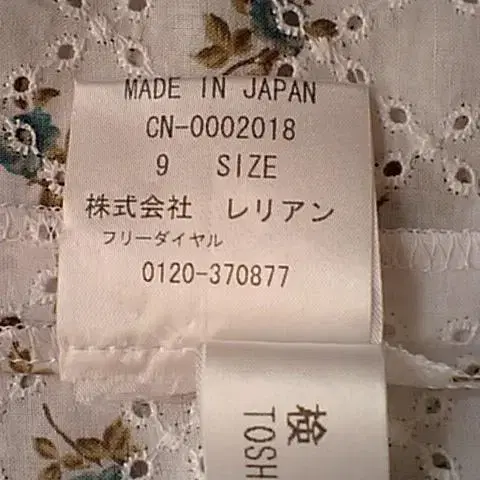 MADE IN JAPAN
CN-0002018
9 SIZE
株式会社 レリアン
フリーダイヤル
0120-370877
検
TOSH